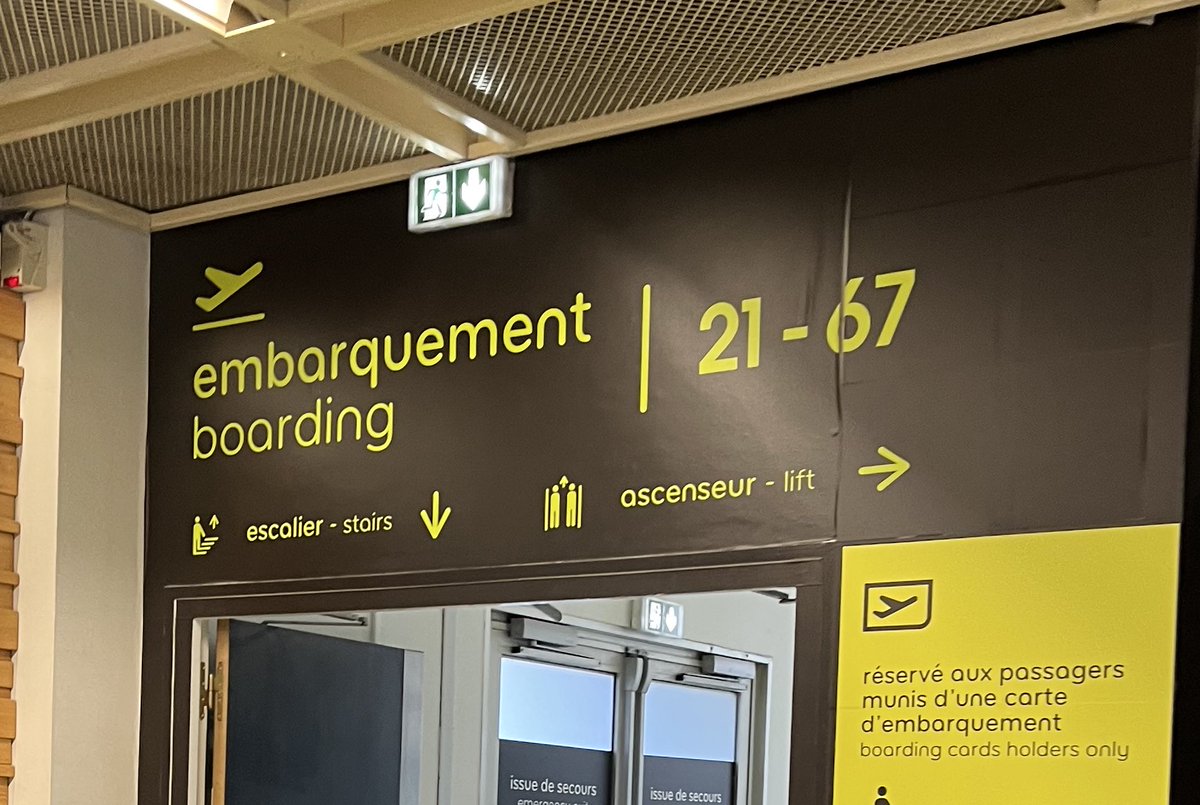 embarquement | 21 - 67
boarding
escalier - stairs
ascenseur - lift
réservé aux passagers
munis d'une carte
d'embarquement
boarding cards holders only
issue de secours
issue de secours